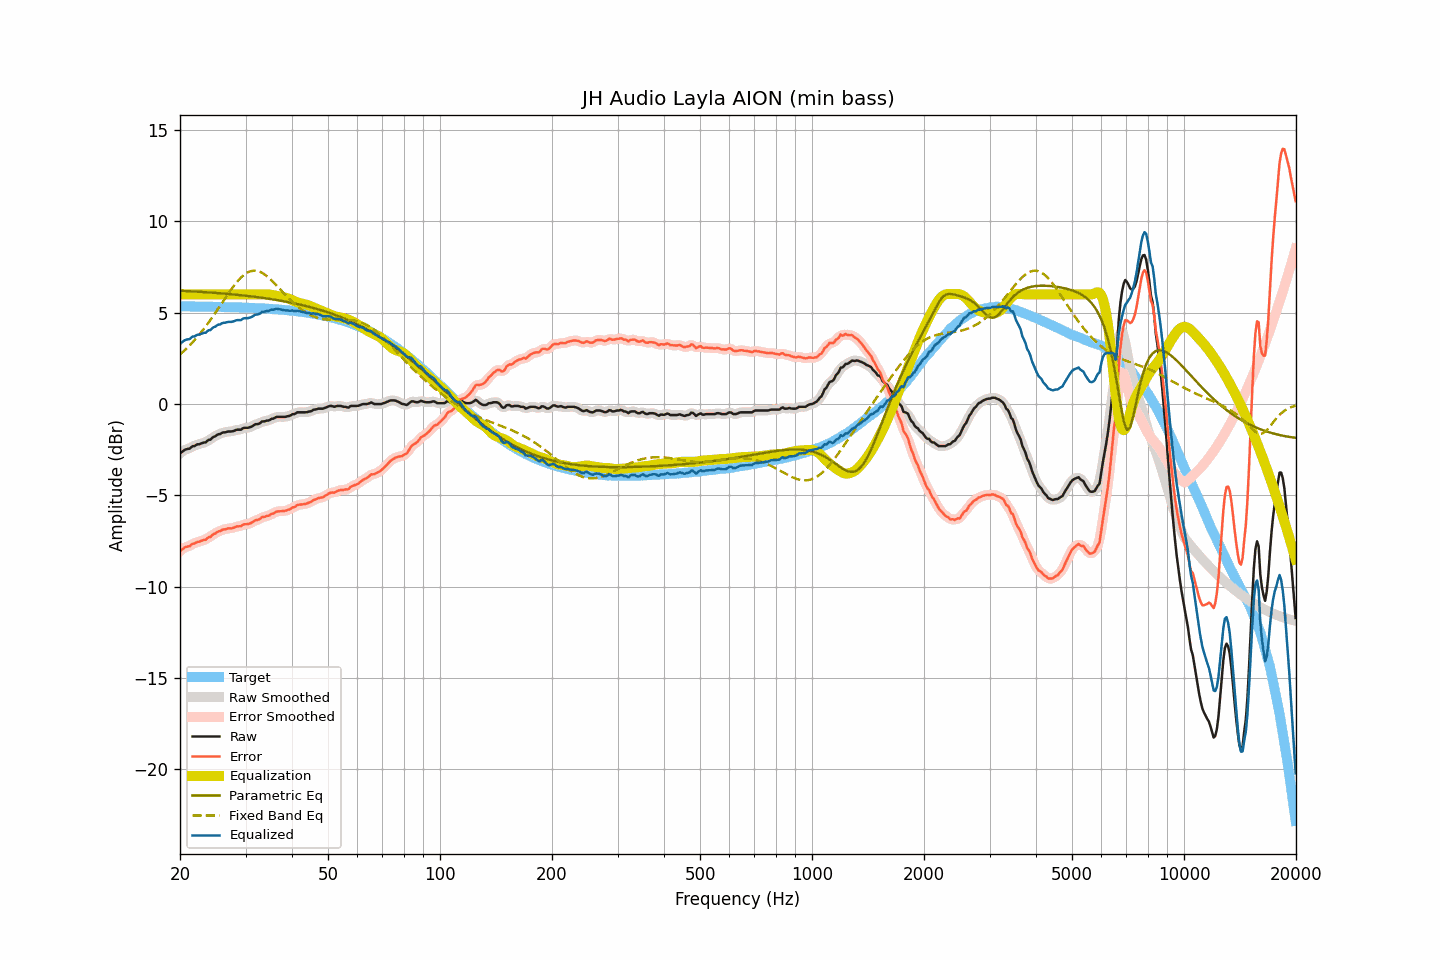 JH Audio Layla AION (min bass)
15
10
5
0
−5
−10
−15
−20
Amplitude (dBr)
Target
Raw Smoothed
Error Smoothed
Raw
Error
Equalization
Parametric Eq
Fixed Band Eq
Equalized
20 50 100 200 500 1000 2000 5000 10000 20000
Frequency (Hz)